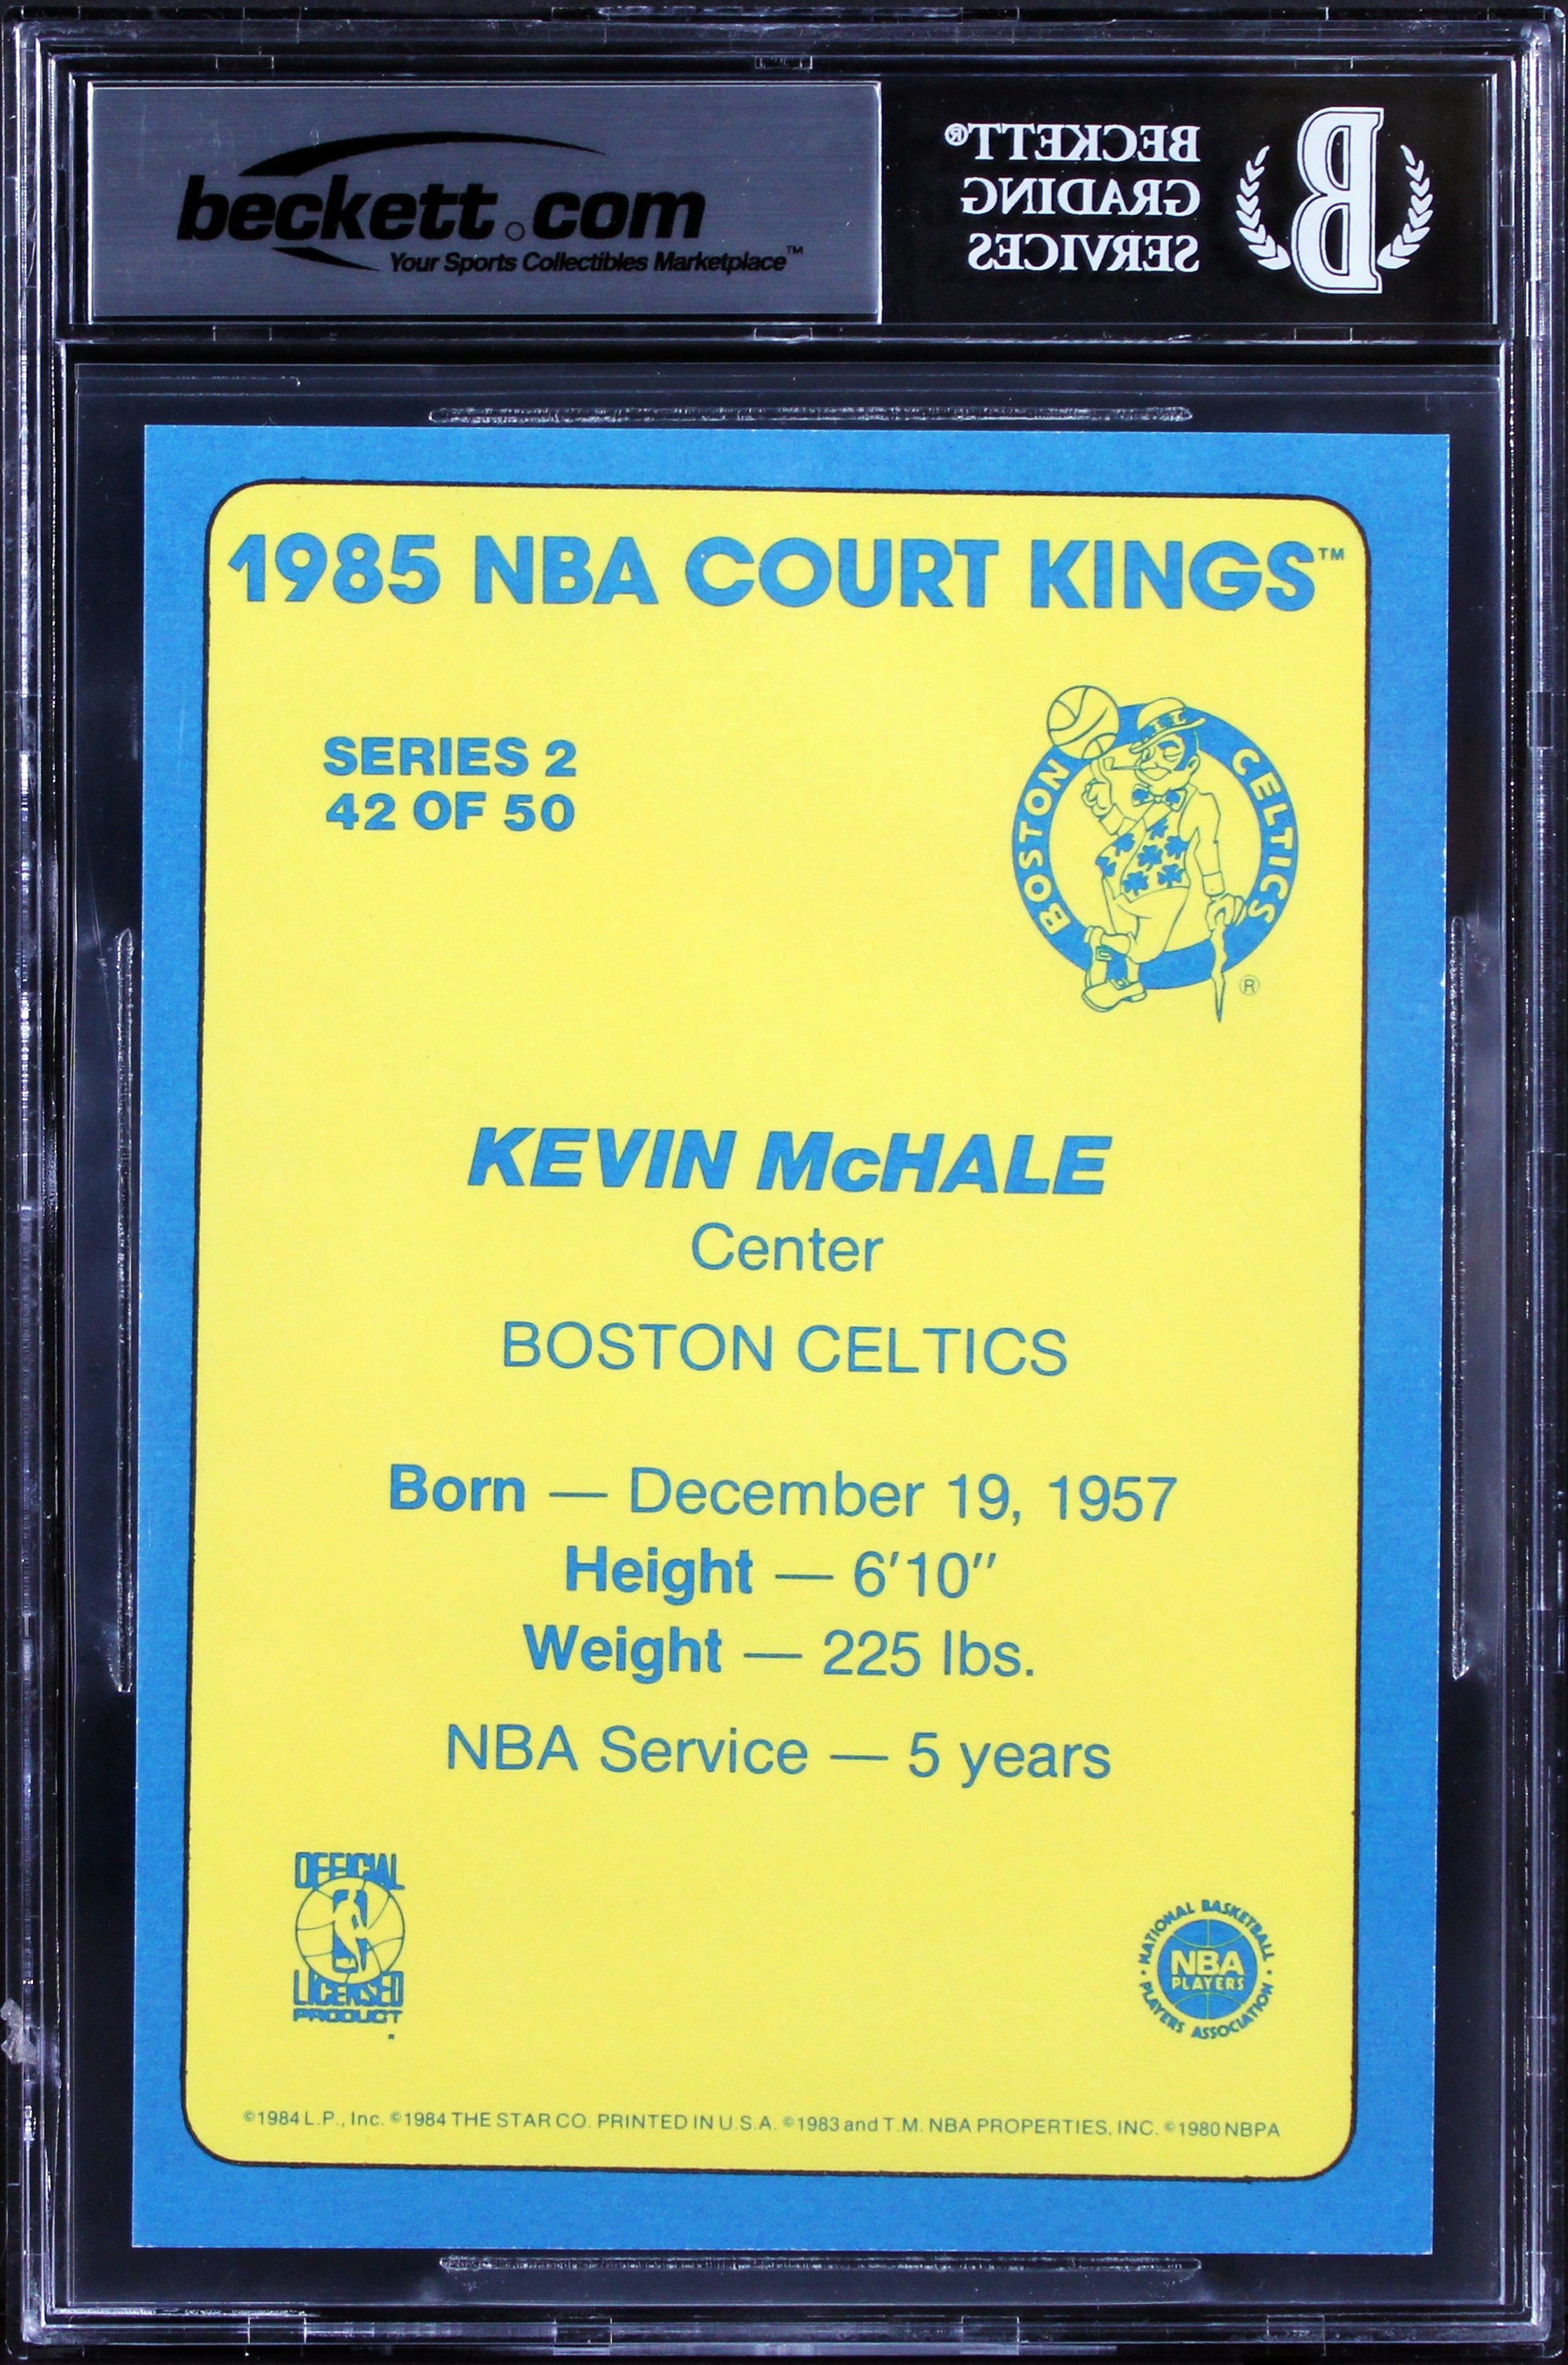 beckett.com
Your Sports Collectibles Marketplace™
BECKETT®
GRADING
SERVICES
B
1985 NBA COURT KINGS™
SERIES 2
42 OF 50
BOSTON CELTICS
®
KEVIN McHALE
Center
BOSTON CELTICS
Born — December 19, 1957
Height — 6'10"
Weight — 225 lbs.
NBA Service — 5 years
OFFICIAL
LICENSED
PRODUCT
NATIONAL BASKETBALL
NBA
PLAYERS
PLAYERS ASSOCIATION
©1984 L.P., Inc. ©1984 THE STAR CO. PRINTED IN U.S.A. ©1983 and T.M. NBA PROPERTIES, INC. ©1980 NBPA